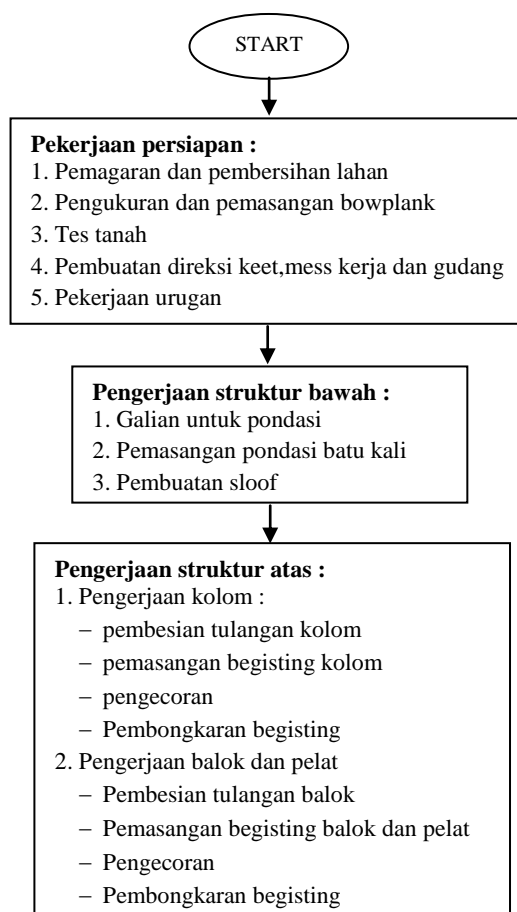 START
Pekerjaan persiapan :
1. Pemagaran dan pembersihan lahan
2. Pengukuran dan pemasangan bowplank
3. Tes tanah
4. Pembuatan direksi keet,mess kerja dan gudang
5. Pekerjaan urugan
Pengerjaan struktur bawah :
1. Galian untuk pondasi
2. Pemasangan pondasi batu kali
3. Pembuatan sloof
Pengerjaan struktur atas :
1. Pengerjaan kolom :
– pembesian tulangan kolom
– pemasangan begisting kolom
– pengecoran
– Pembongkaran begisting
2. Pengerjaan balok dan pelat
– Pembesian tulangan balok
– Pemasangan begisting balok dan pelat
– Pengecoran
– Pembongkaran begisting